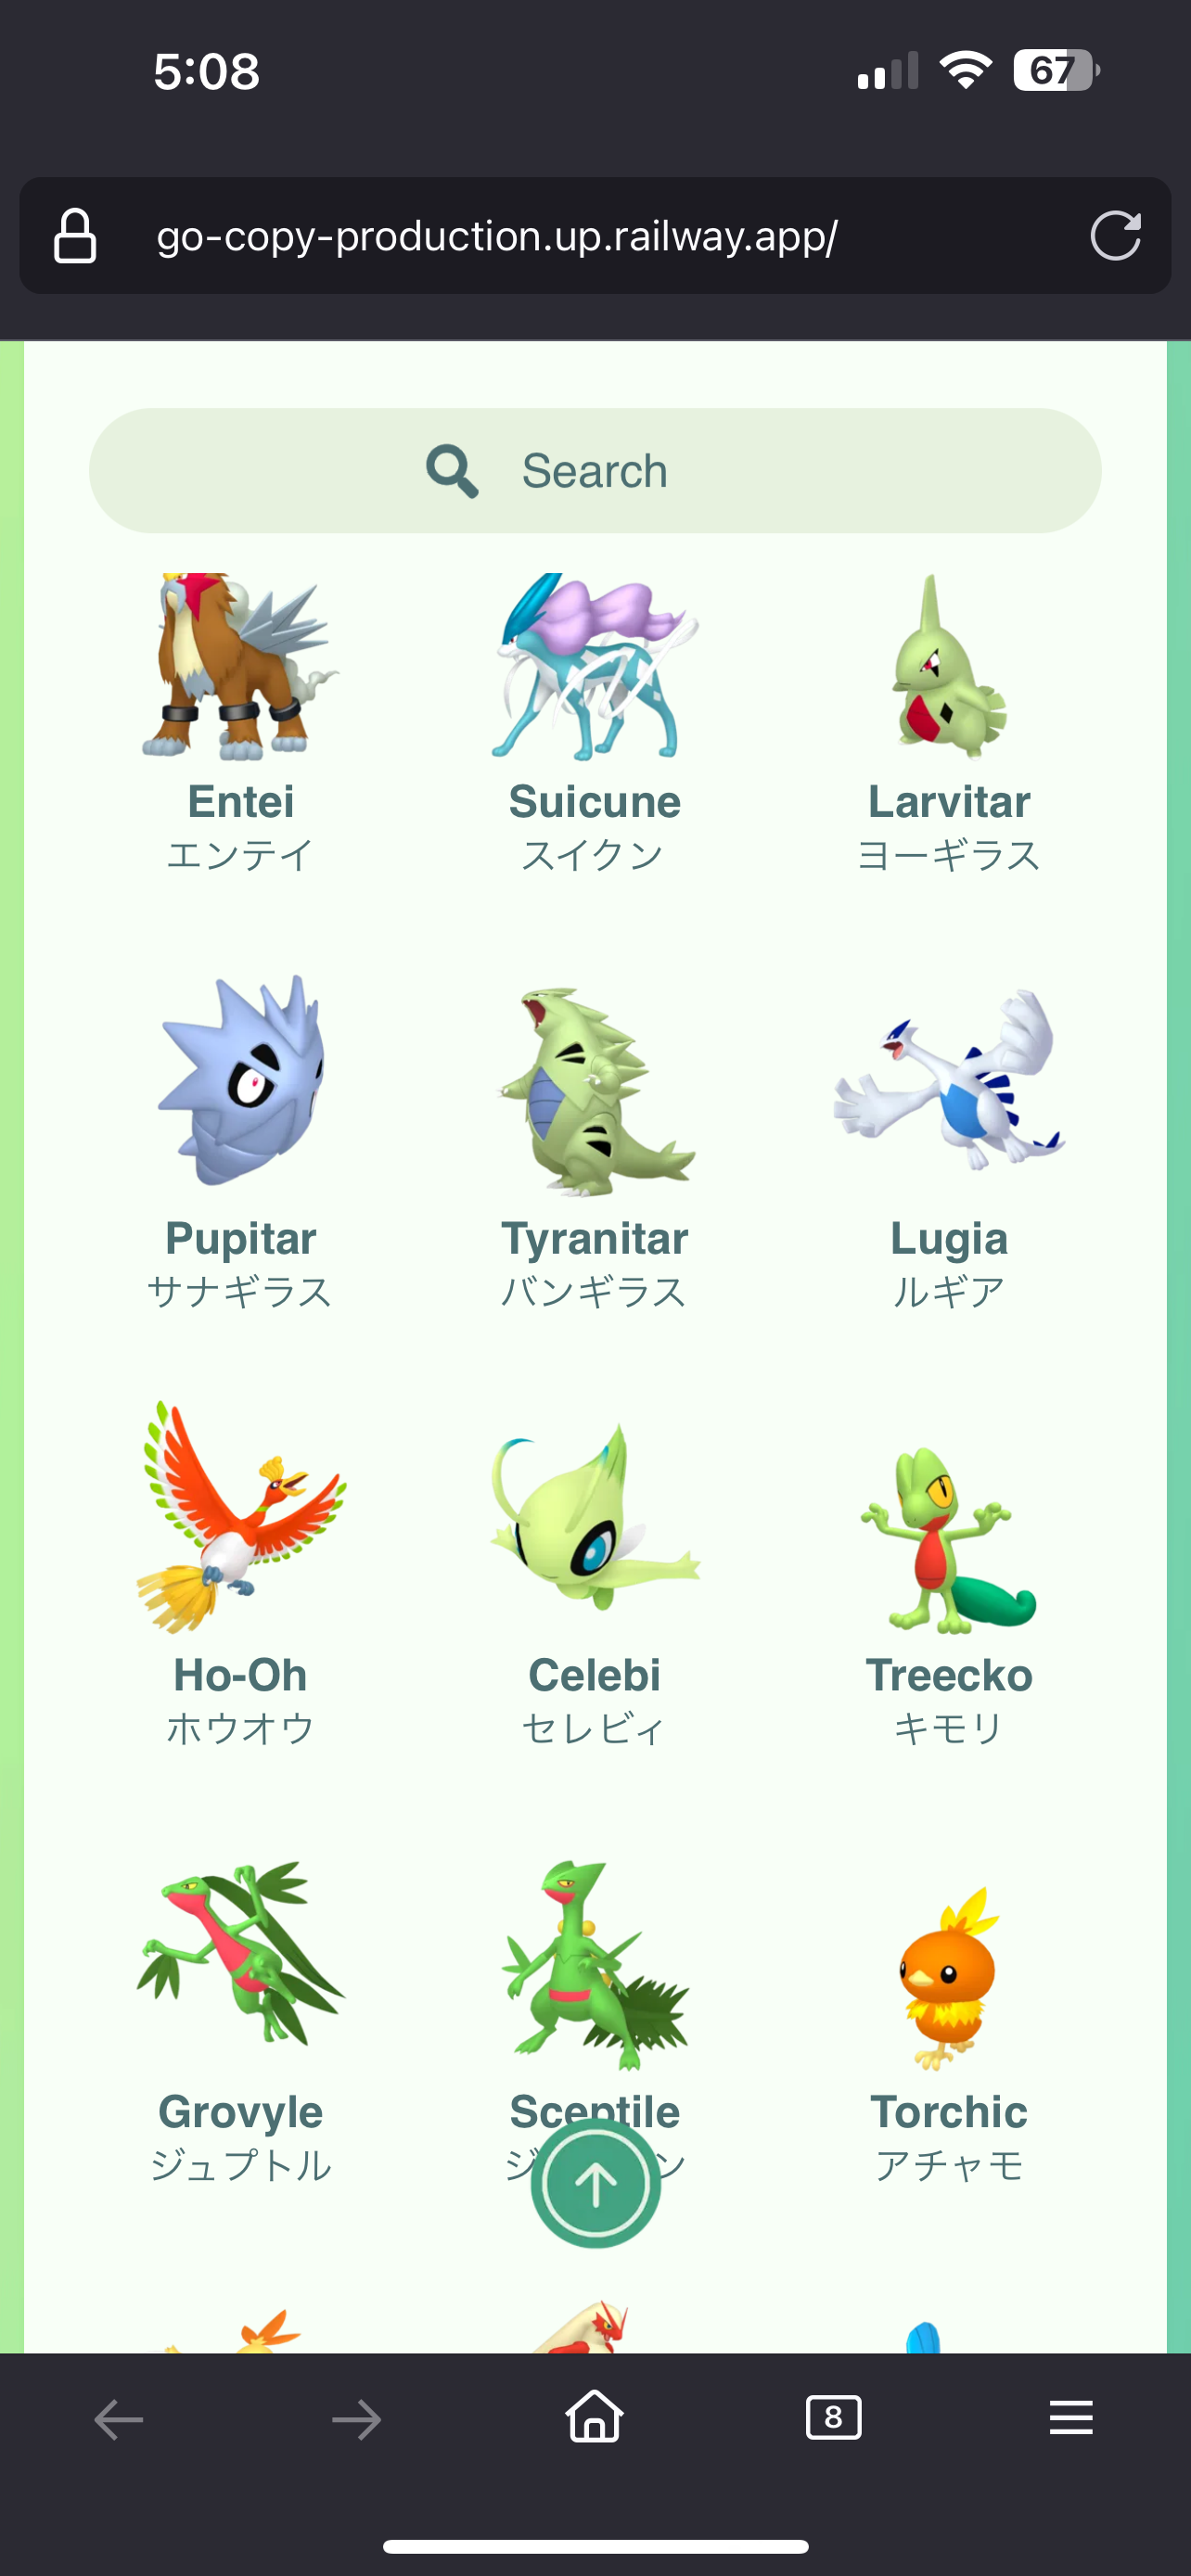 5:08
67
go-copy-production.up.railway.app/
Search
Entei Suicune Larvitar
エンテイ スイクン ヨーギラス
Pupitar Tyranitar Lugia
サナギラス バンギラス ルギア
Ho-Oh Celebi Treecko
ホウオウ セレビィ キモリ
Grovyle Sceptile Torchic
ジュプトル アチャモ
8